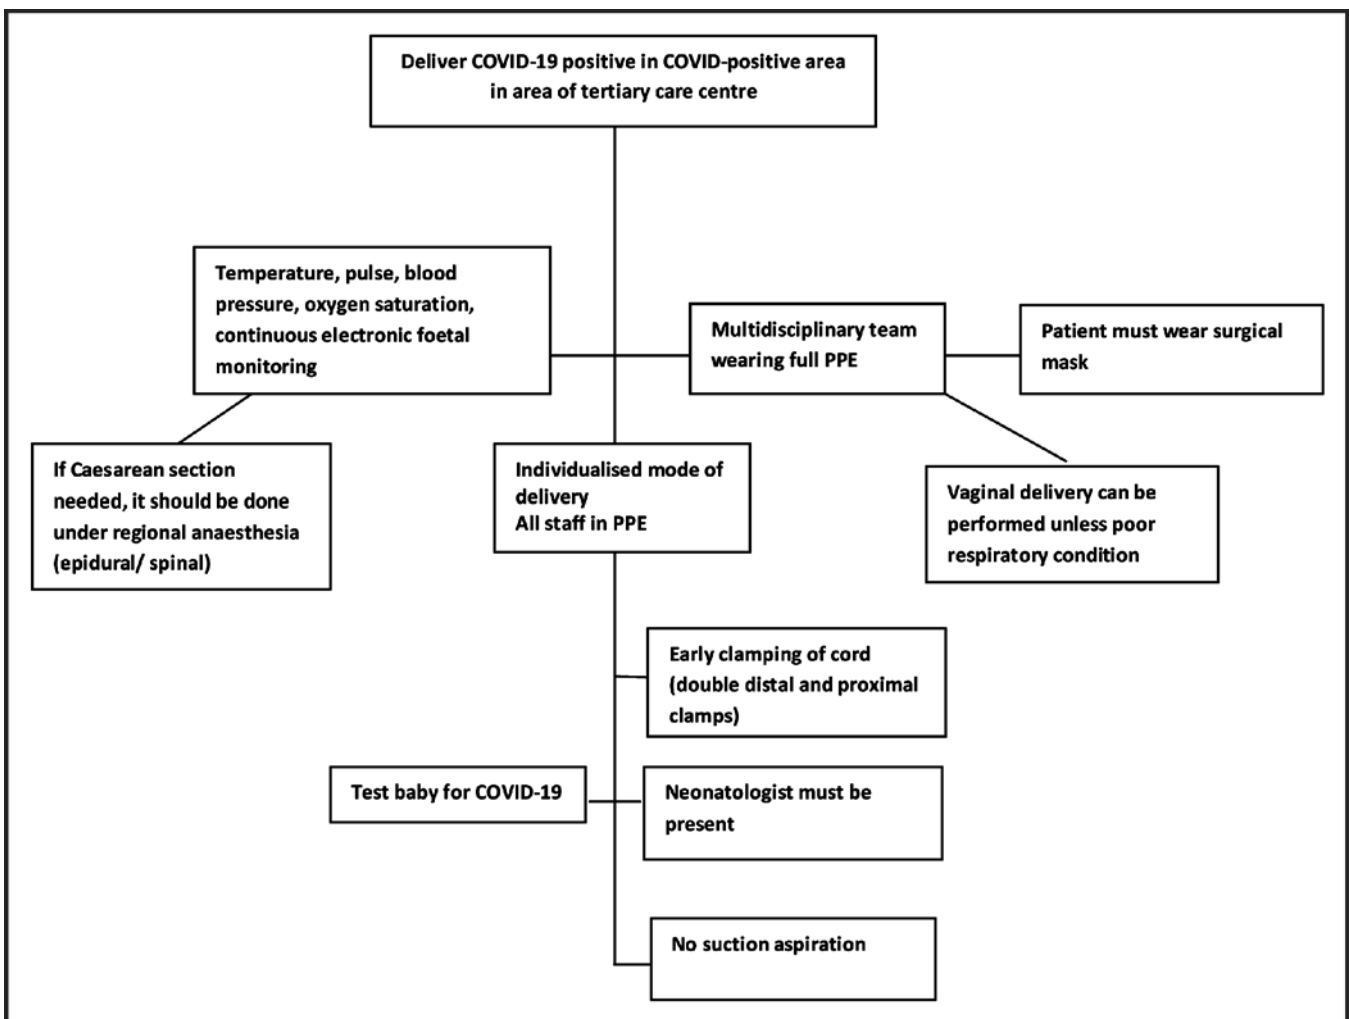 Deliver COVID-19 positive in COVID-positive area
in area of tertiary care centre
Temperature, pulse, blood
pressure, oxygen saturation,
continuous electronic foetal
monitoring
Multidisciplinary team
wearing full PPE
Patient must wear surgical
mask
If Caesarean section
needed, it should be done
under regional anaesthesia
(epidural/ spinal)
Individualised mode of
delivery
All staff in PPE
Vaginal delivery can be
performed unless poor
respiratory condition
Early clamping of cord
(double distal and proximal
clamps)
Test baby for COVID-19
Neonatologist must be
present
No suction aspiration